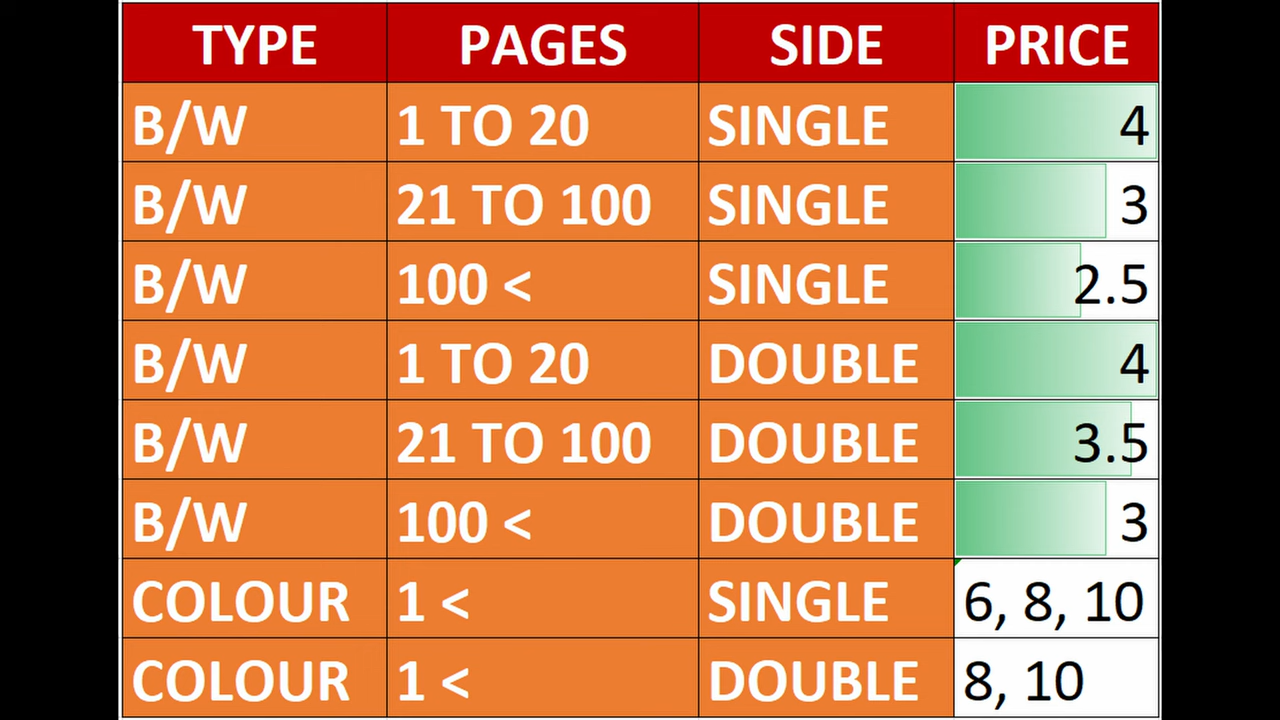 TYPE PAGES SIDE PRICE
B/W 1 TO 20 SINGLE 4
B/W 21 TO 100 SINGLE 3
B/W 100 < SINGLE 2.5
B/W 1 TO 20 DOUBLE 4
B/W 21 TO 100 DOUBLE 3.5
B/W 100 < DOUBLE 3
COLOUR 1 < SINGLE 6, 8, 10
COLOUR 1 < DOUBLE 8, 10